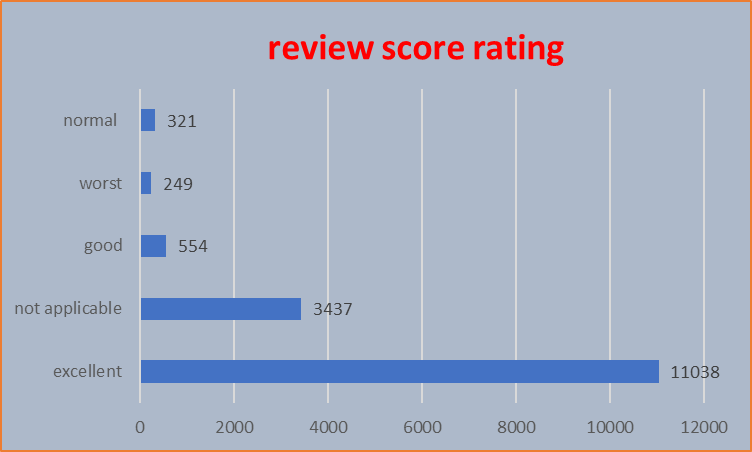 review score rating
normal 321
worst 249
good 554
not applicable 3437
excellent 11038
0 2000 4000 6000 8000 10000 12000